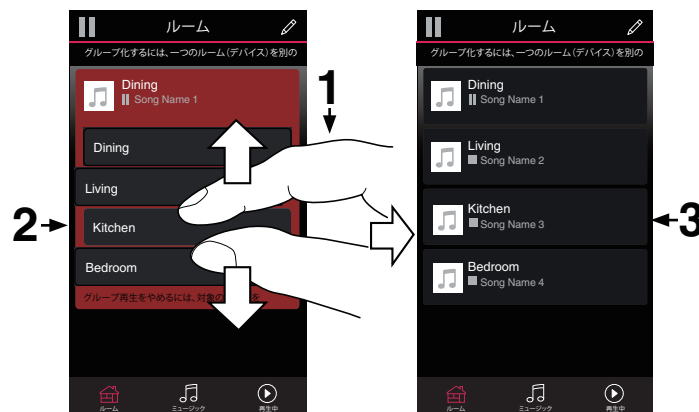 ルーム
グループ化するには、一つのルーム（デバイス）を別の
Dining
Song Name 1
Dining
Living
Kitchen
Bedroom
グループ再生をやめるには、対象の
を
ルーム
ミュージック
再生中
1
2
ルーム
グループ化するには、一つのルーム（デバイス）を別の
Dining
Song Name 1
Living
Song Name 2
Kitchen
Song Name 3
Bedroom
Song Name 4
ルーム
ミュージック
再生中
3